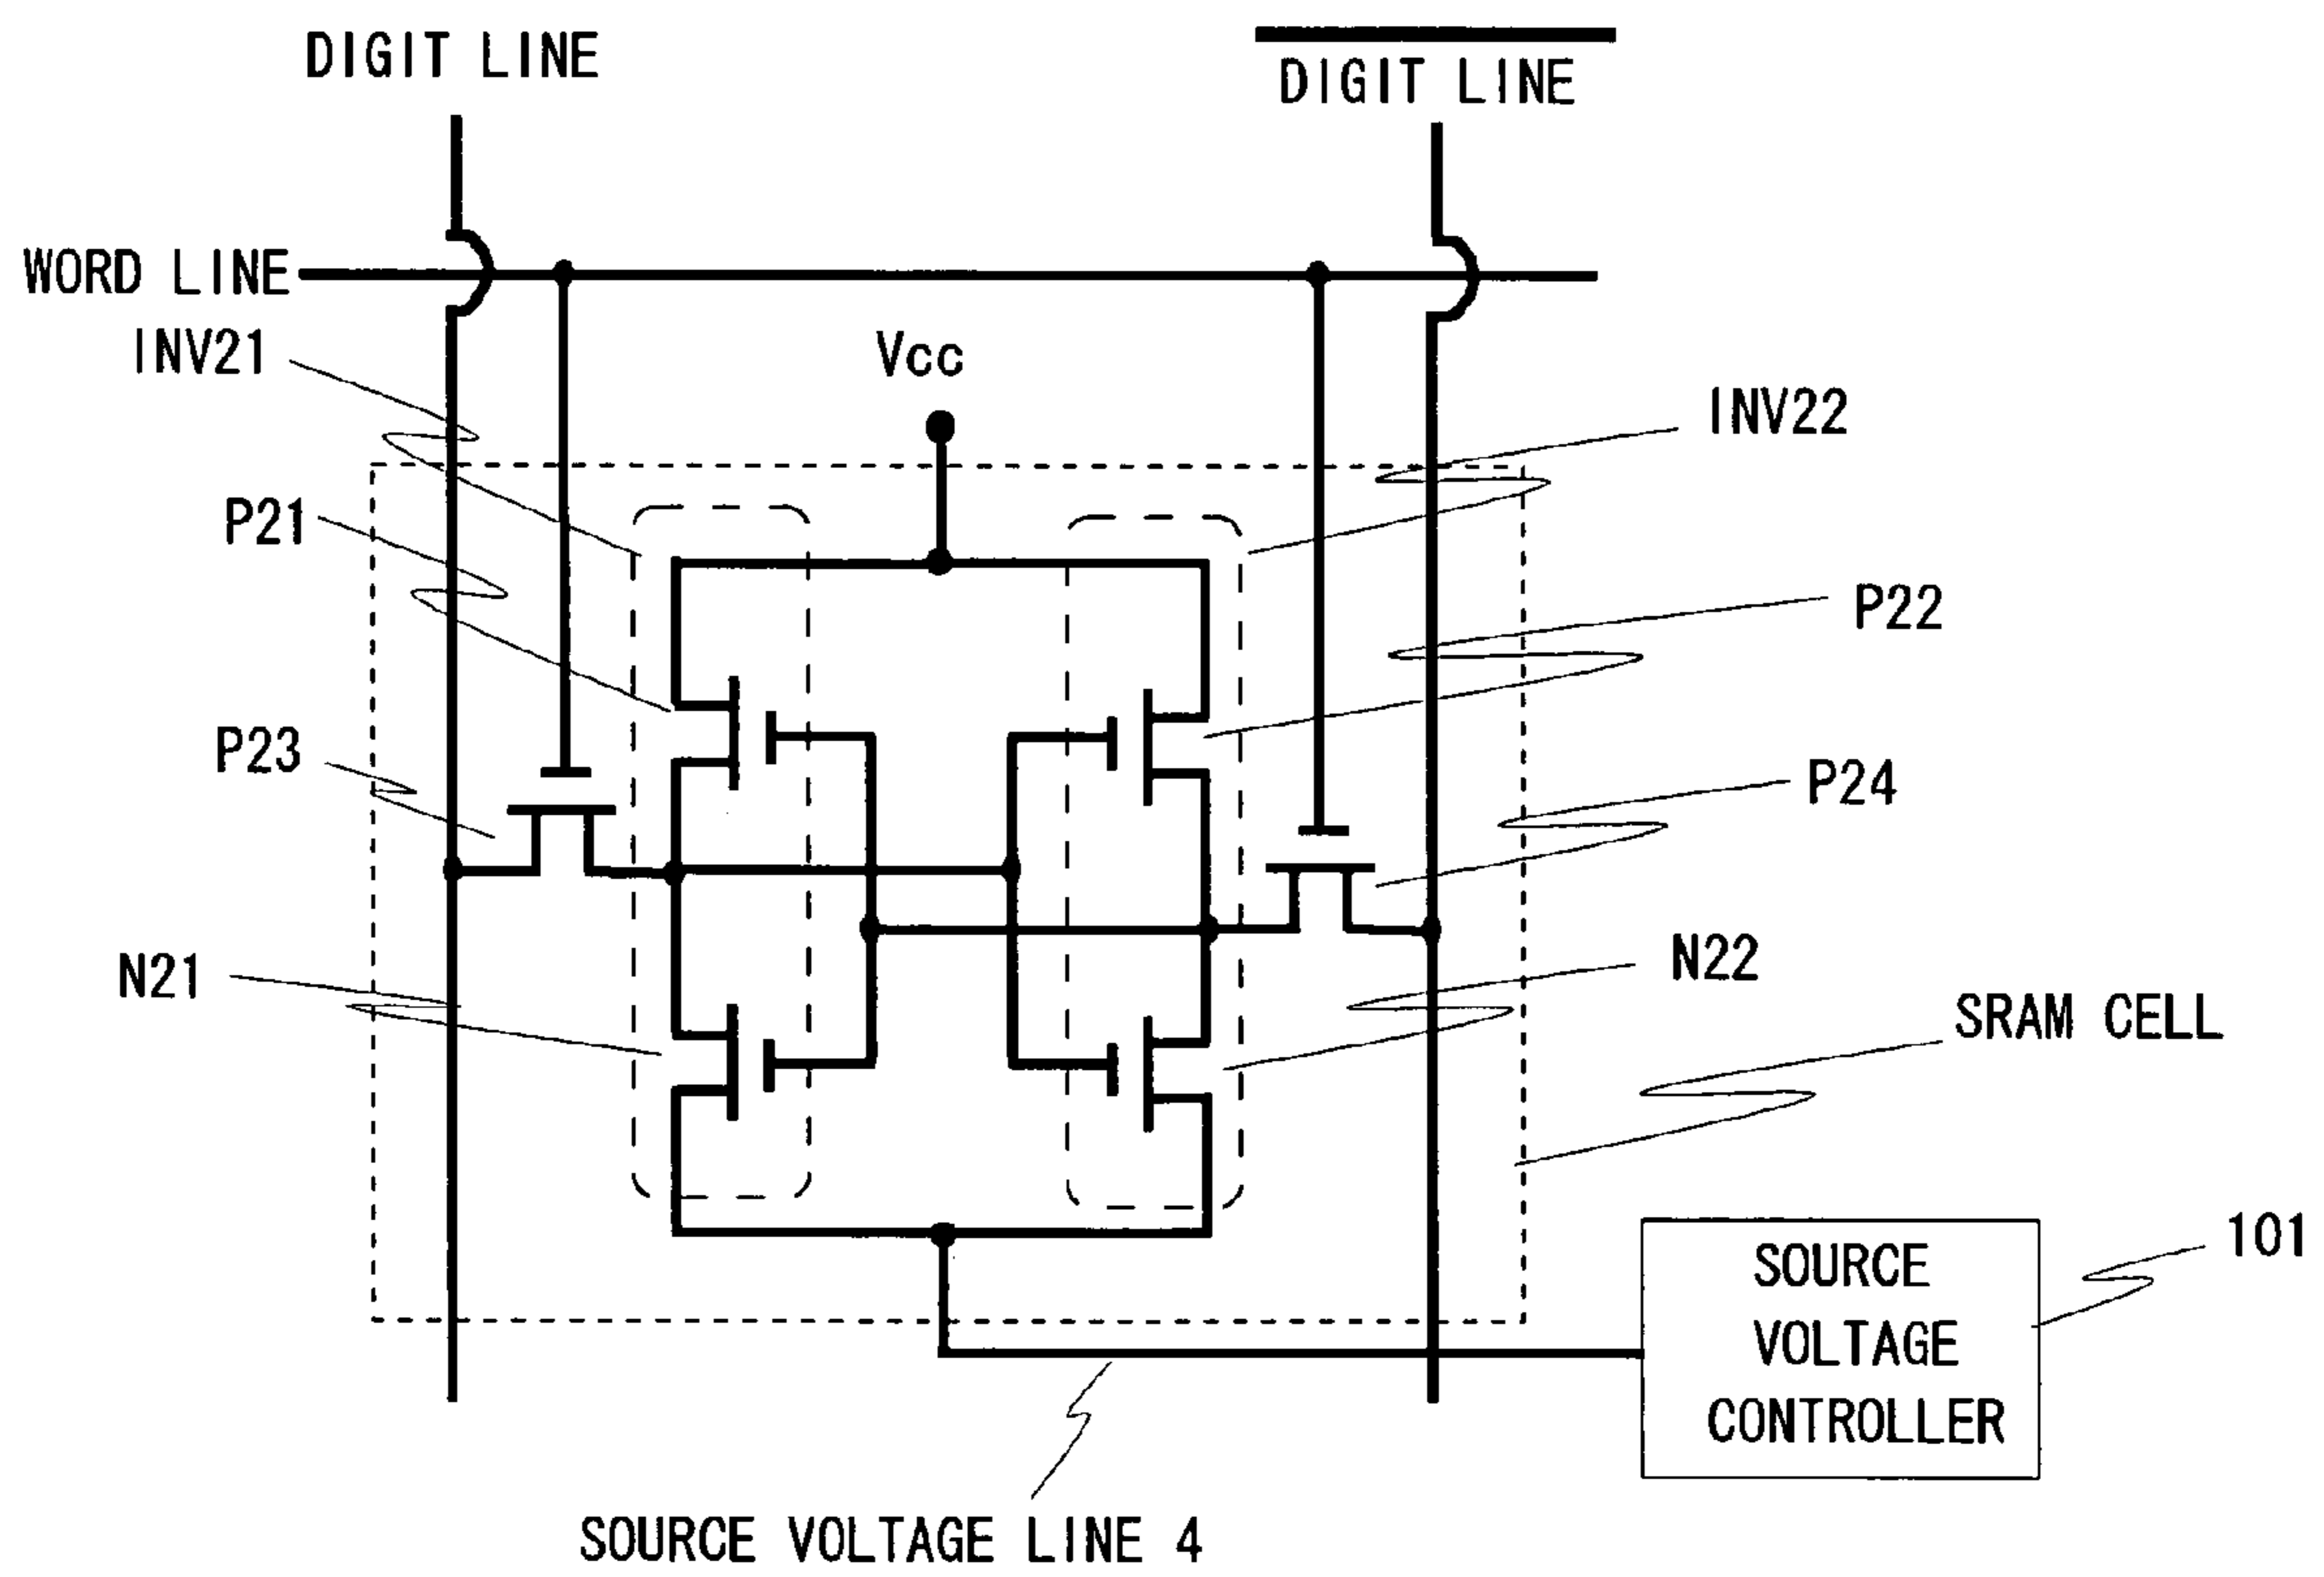 DIGIT LINE
DIGIT LINE
WORD LINE
INV21
Vcc
INV22
P21
P22
P23
P24
N21
N22
SRAM CELL
101
SOURCE
VOLTAGE
CONTROLLER
SOURCE VOLTAGE LINE 4